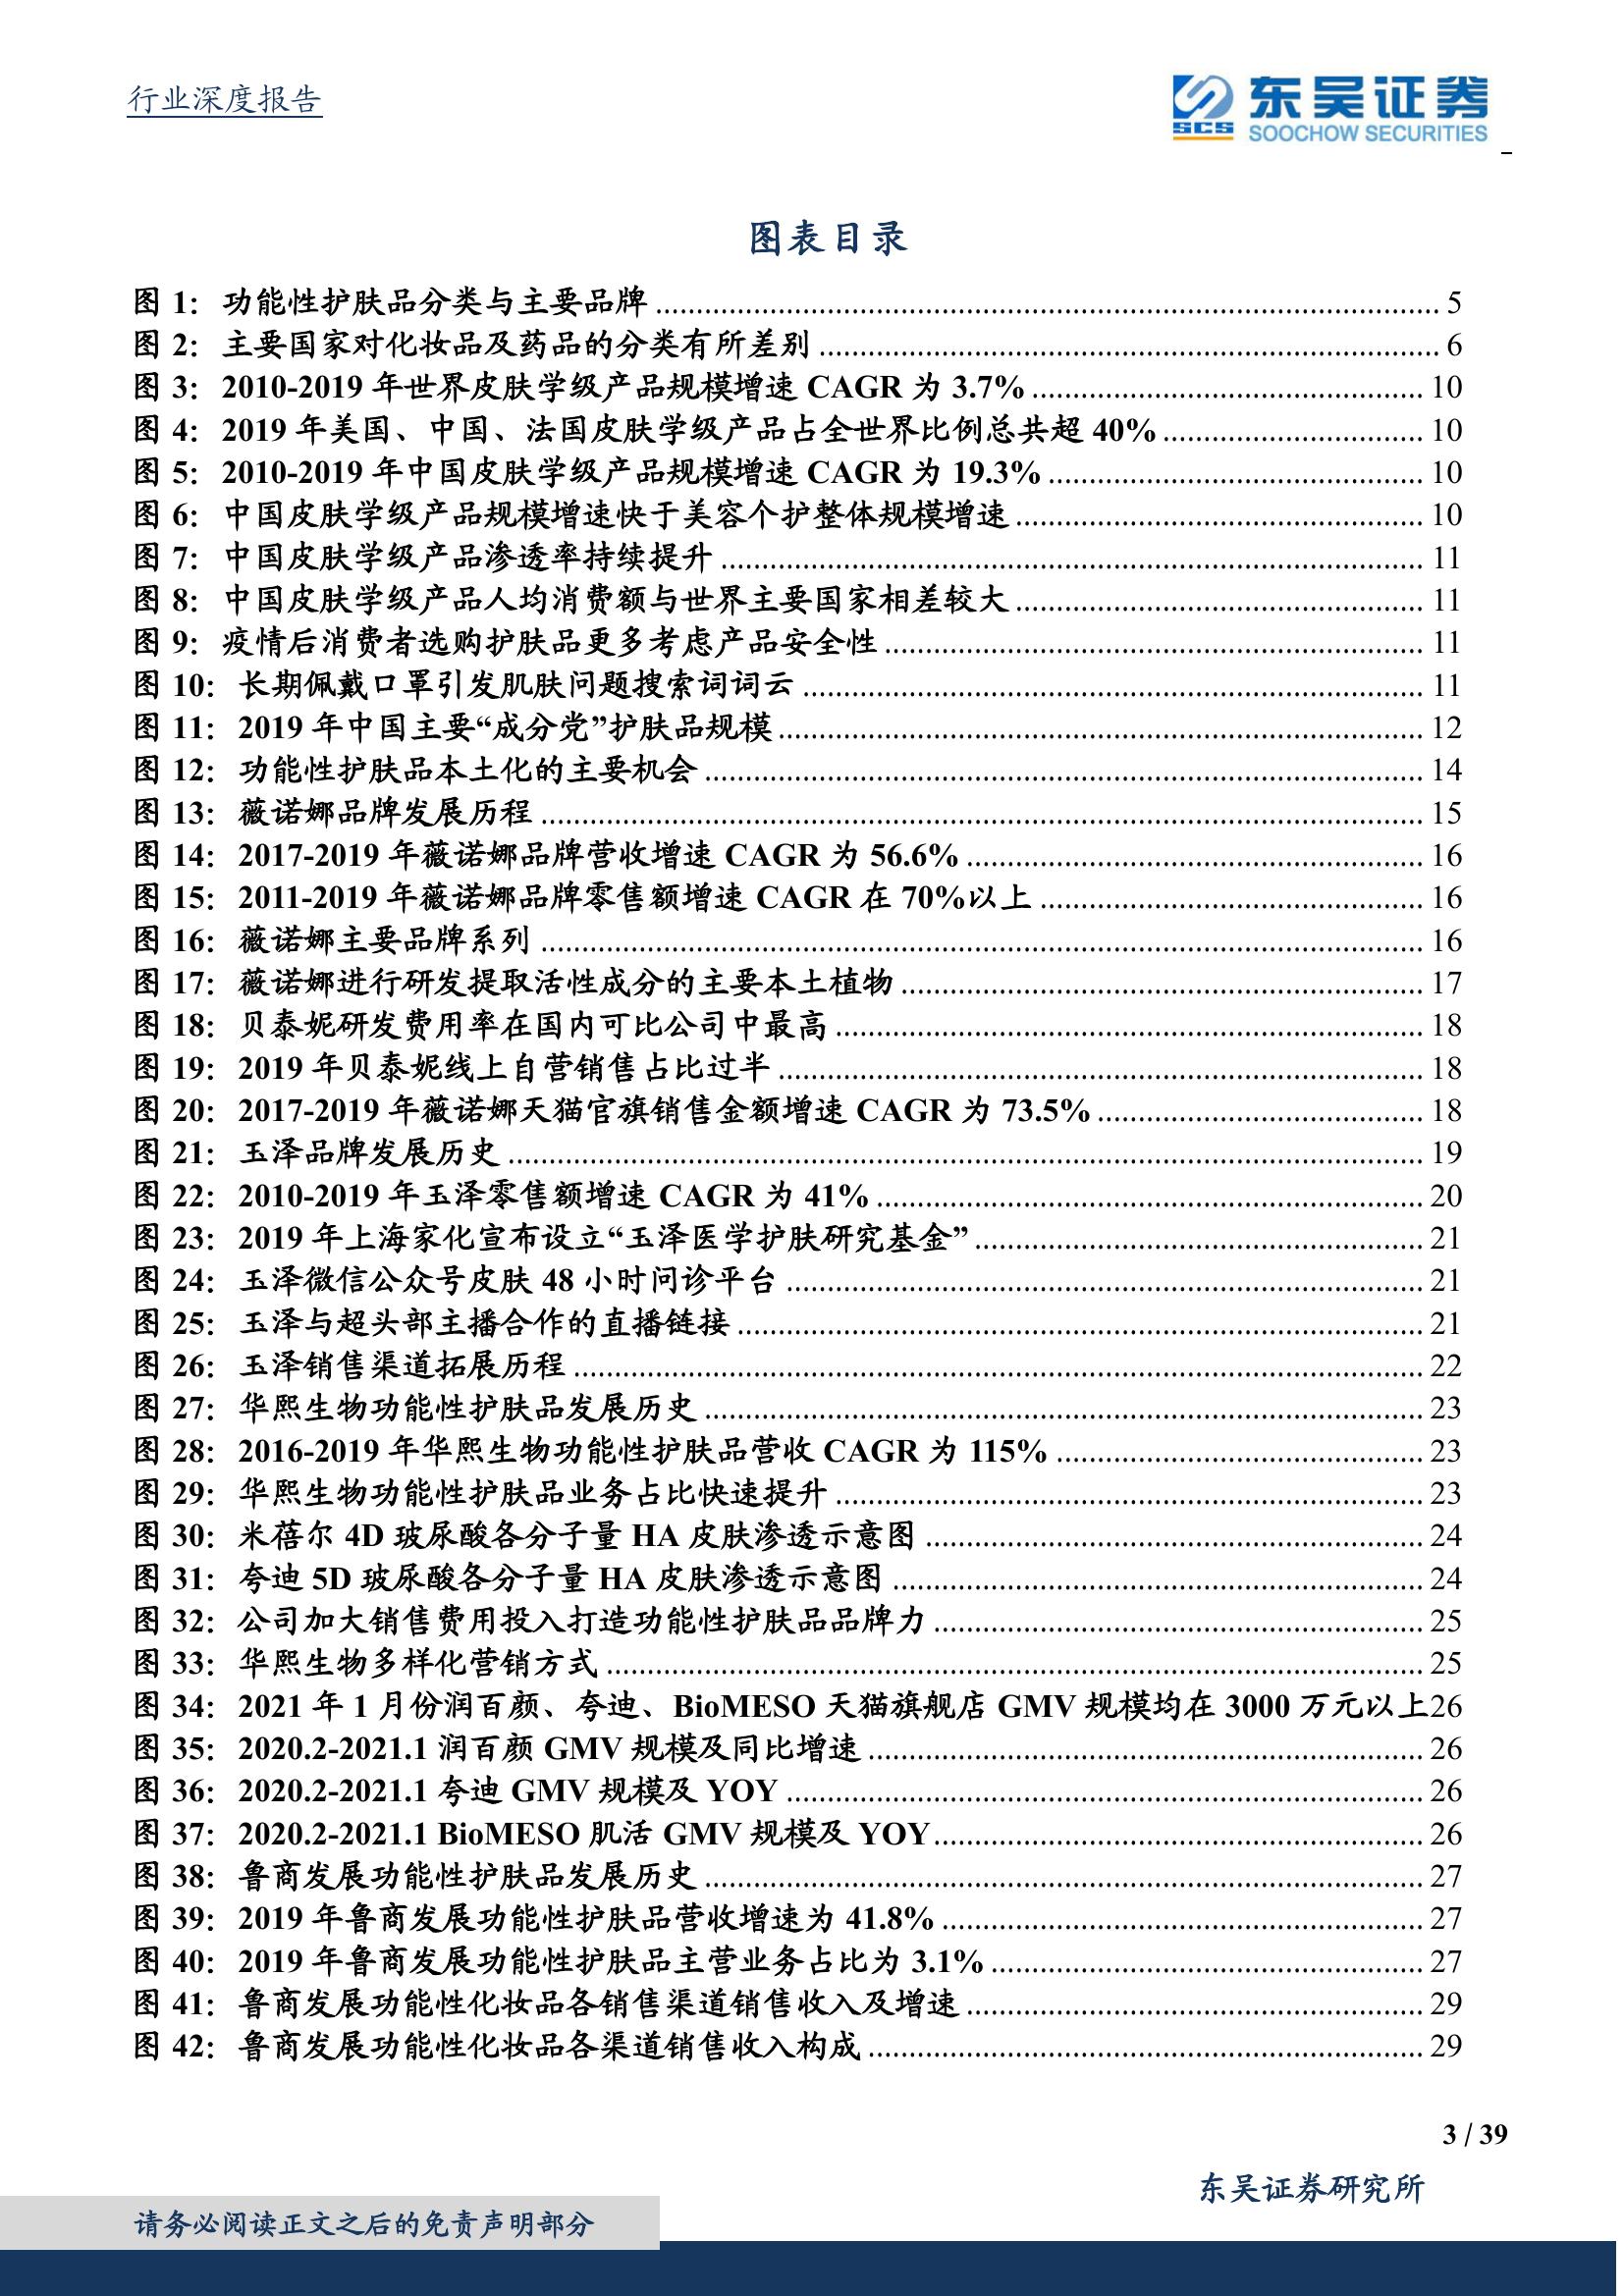 行业深度报告
SCS 东吴证券
SOOCHOW SECURITIES
图表目录
图 1： 功能性护肤品分类与主要品牌 ........ 5
图 2： 主要国家对化妆品及药品的分类有所差别 ........ 6
图 3： 2010-2019 年世界皮肤学级产品规模增速 CAGR 为 3.7% ........ 10
图 4： 2019 年美国、中国、法国皮肤学级产品占全世界比例总共超 40% ........ 10
图 5： 2010-2019 年中国皮肤学级产品规模增速 CAGR 为 19.3% ........ 10
图 6： 中国皮肤学级产品规模增速快于美容个护整体规模增速 ........ 10
图 7： 中国皮肤学级产品渗透率持续提升 ........ 11
图 8： 中国皮肤学级产品人均消费额与世界主要国家相差较大 ........ 11
图 9： 疫情后消费者选购护肤品更多考虑产品安全性 ........ 11
图 10： 长期佩戴口罩引发肌肤问题搜索词词云 ........ 11
图 11： 2019 年中国主要“成分党”护肤品规模 ........ 12
图 12： 功能性护肤品本土化的主要机会 ........ 14
图 13： 薇诺娜品牌发展历程 ........ 15
图 14： 2017-2019 年薇诺娜品牌营收增速 CAGR 为 56.6% ........ 16
图 15： 2011-2019 年薇诺娜品牌零售额增速 CAGR 在 70%以上 ........ 16
图 16： 薇诺娜主要品牌系列 ........ 16
图 17： 薇诺娜进行研发提取活性成分的主要本土植物 ........ 17
图 18： 贝泰妮研发费用率在国内可比公司中最高 ........ 18
图 19： 2019 年贝泰妮线上自营销售占比过半 ........ 18
图 20： 2017-2019 年薇诺娜天猫官旗销售金额增速 CAGR 为 73.5% ........ 18
图 21： 玉泽品牌发展历史 ........ 19
图 22： 2010-2019 年玉泽零售额增速 CAGR 为 41% ........ 20
图 23： 2019 年上海家化宣布设立“玉泽医学护肤研究基金” ........ 21
图 24： 玉泽微信公众号皮肤 48 小时问诊平台 ........ 21
图 25： 玉泽与超头部主播合作的直播链接 ........ 21
图 26： 玉泽销售渠道拓展历程 ........ 22
图 27： 华熙生物功能性护肤品发展历史 ........ 23
图 28： 2016-2019 年华熙生物功能性护肤品营收 CAGR 为 115% ........ 23
图 29： 华熙生物功能性护肤品业务占比快速提升 ........ 23
图 30： 米蓓尔 4D 玻尿酸各分子量 HA 皮肤渗透示意图 ........ 24
图 31： 夸迪 5D 玻尿酸各分子量 HA 皮肤渗透示意图 ........ 24
图 32： 公司加大销售费用投入打造功能性护肤品品牌力 ........ 25
图 33： 华熙生物多样化营销方式 ........ 25
图 34： 2021 年 1 月份润百颜、夸迪、BioMESO 天猫旗舰店 GMV 规模均在 3000 万元以上26
图 35： 2020.2-2021.1 润百颜 GMV 规模及同比增速 ........ 26
图 36： 2020.2-2021.1 夸迪 GMV 规模及 YOY ........ 26
图 37： 2020.2-2021.1 BioMESO 肌活 GMV 规模及 YOY ........ 26
图 38： 鲁商发展功能性护肤品发展历史 ........ 27
图 39： 2019 年鲁商发展功能性护肤品营收增速为 41.8% ........ 27
图 40： 2019 年鲁商发展功能性护肤品主营业务占比为 3.1% ........ 27
图 41： 鲁商发展功能性化妆品各销售渠道销售收入及增速 ........ 29
图 42： 鲁商发展功能性化妆品各渠道销售收入构成 ........ 29
3 / 39
东吴证券研究所
请务必阅读正文之后的免责声明部分